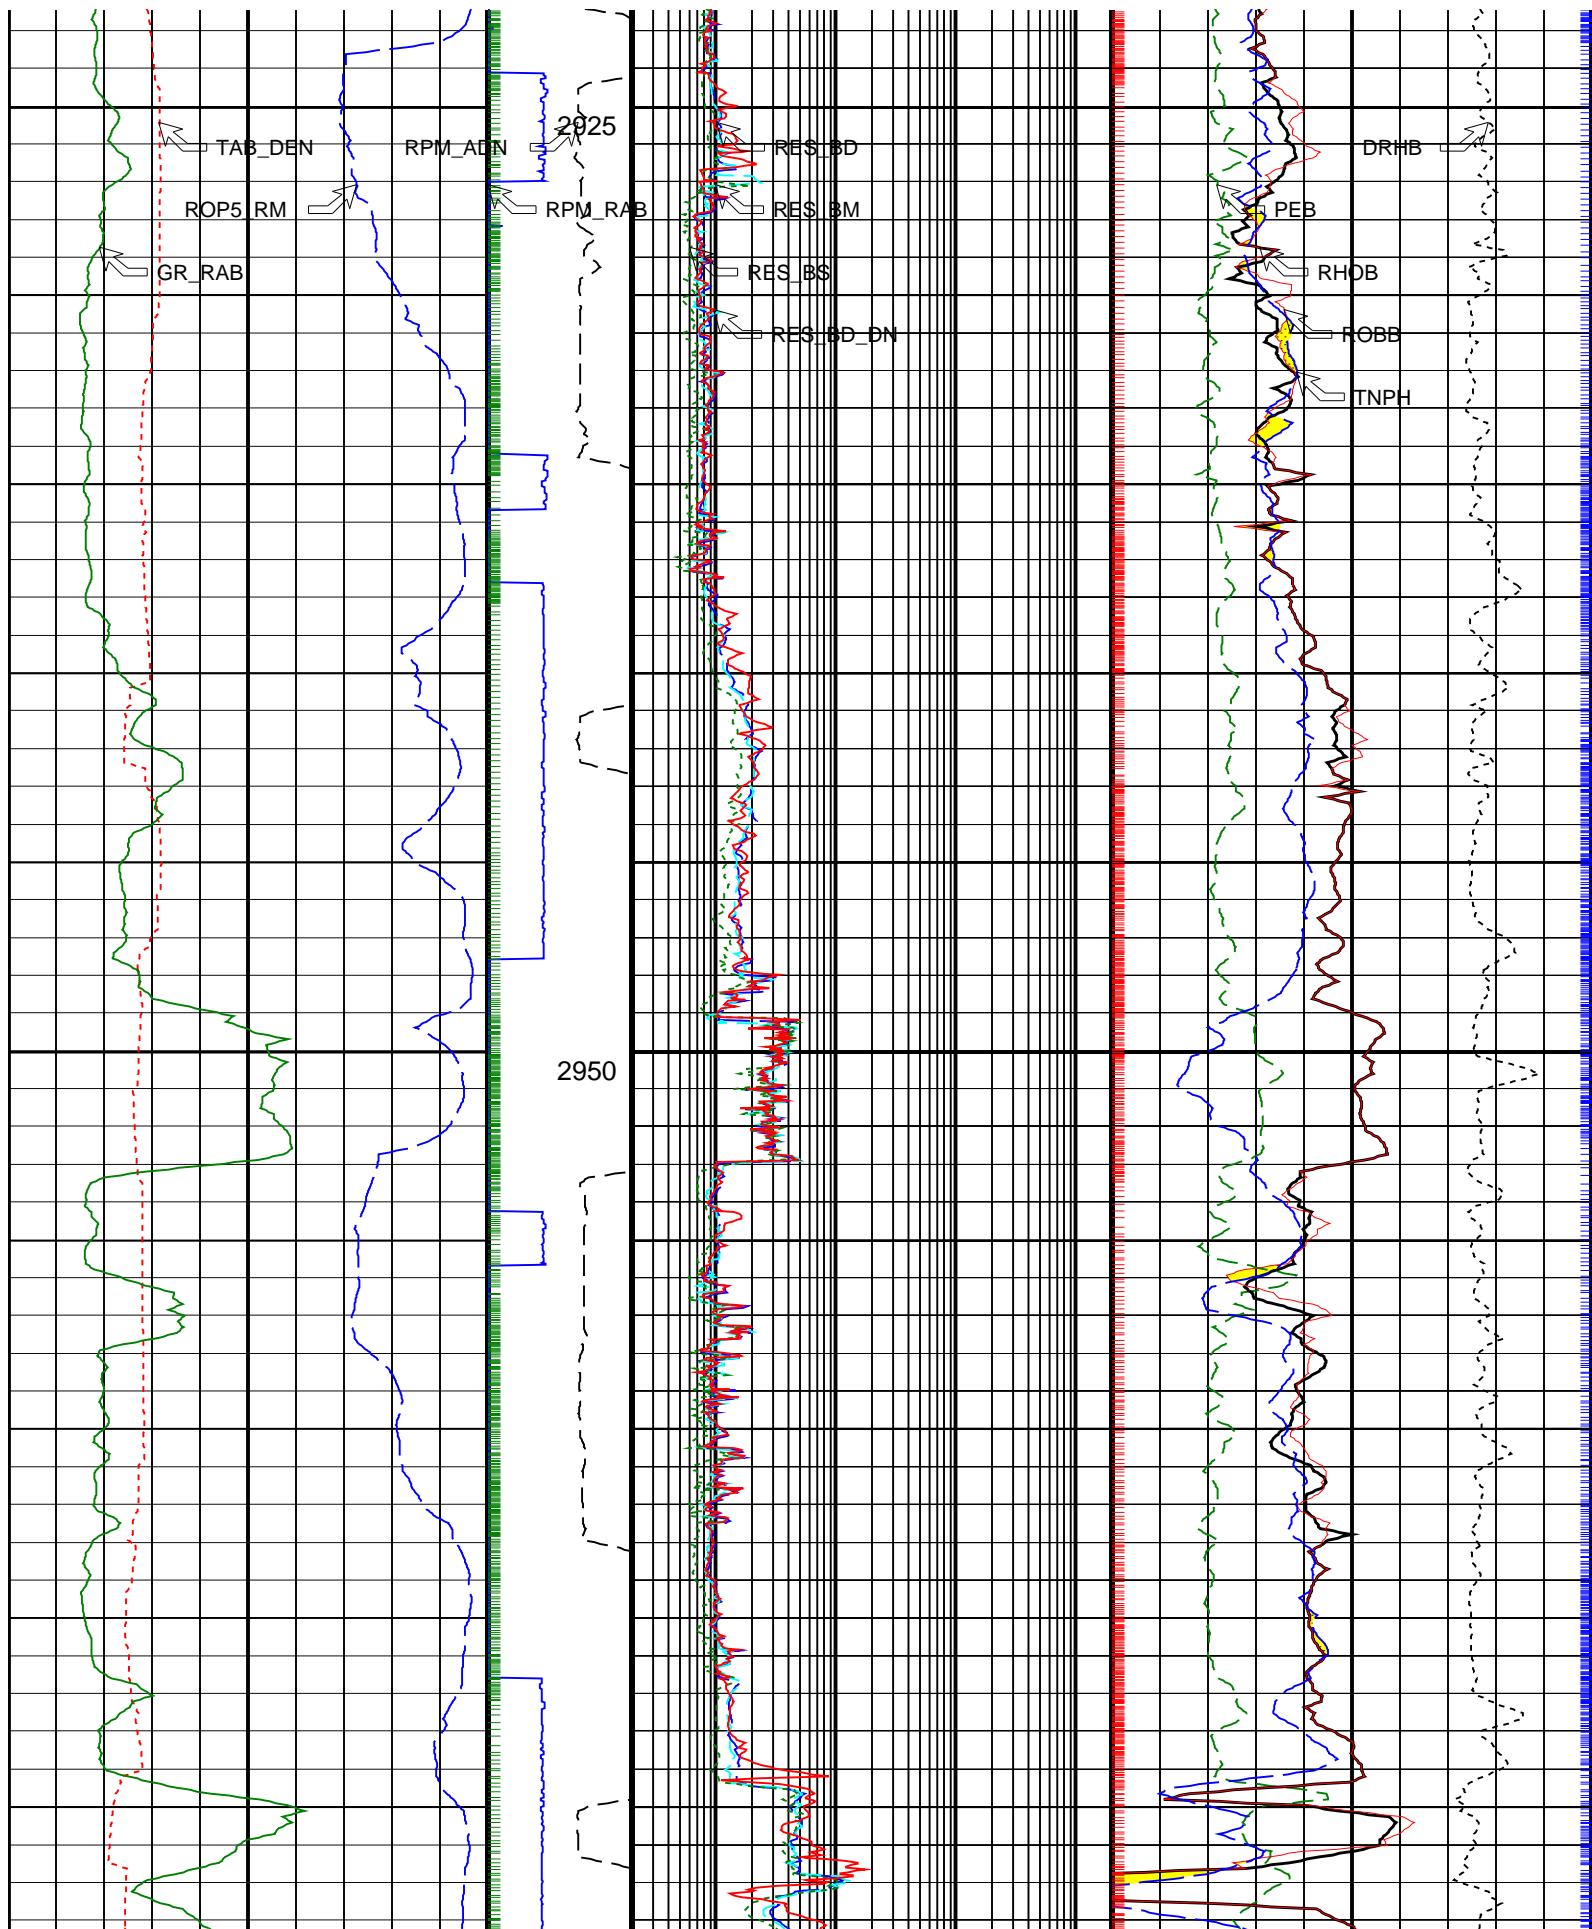 2925
TAB_DEN
RPM_ADN
RES_BD
DRHB
ROP5_RM
RPM_RAB
RES_BM
PEB
GR_RAB
RES_BS
RHOB
RES_BD_DN
ROBB
TNPH
2950